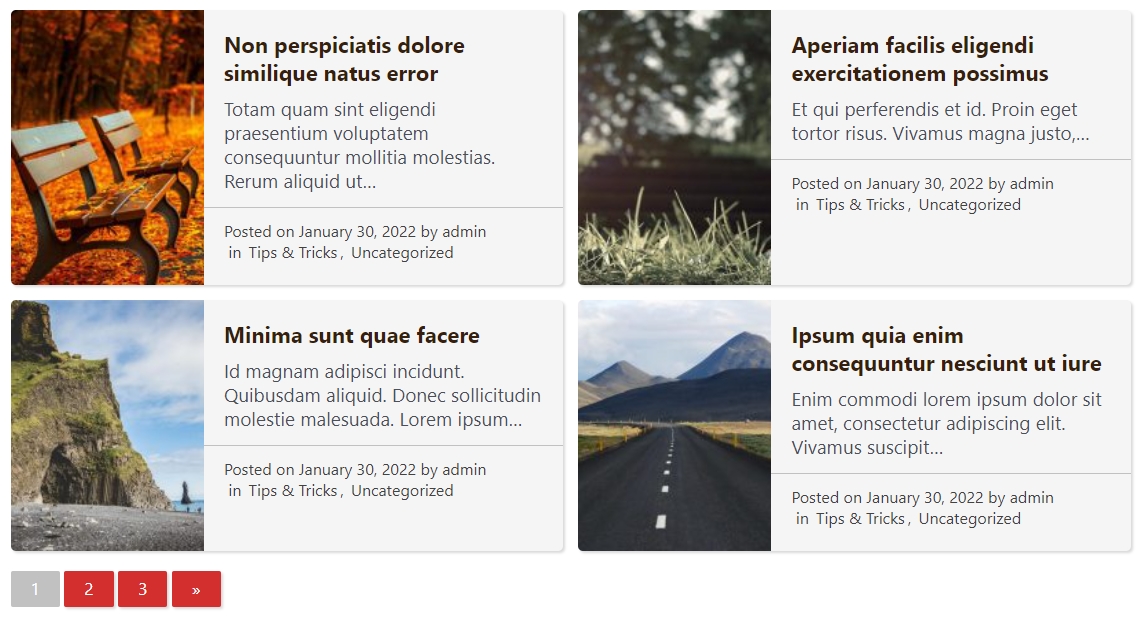 Non perspiciatis dolore
similique natus error
Totam quam sint eligendi
praesentium voluptatem
consequuntur mollitia molestias.
Rerum aliquid ut...
Posted on January 30, 2022 by admin
in Tips & Tricks, Uncategorized
Aperiam facilis eligendi
exercitationem possimus
Et qui perferendis et id. Proin eget
tortor risus. Vivamus magna justo,...
Posted on January 30, 2022 by admin
in Tips & Tricks, Uncategorized
Minima sunt quae facere
Id magnam adipisci incidunt.
Quibusdam aliquid. Donec sollicitudin
molestie malesuada. Lorem ipsum...
Posted on January 30, 2022 by admin
in Tips & Tricks, Uncategorized
Ipsum quia enim
consequuntur nesciunt ut iure
Enim commodi lorem ipsum dolor sit
amet, consectetur adipiscing elit.
Vivamus suscipit...
Posted on January 30, 2022 by admin
in Tips & Tricks, Uncategorized
1 2 3 »